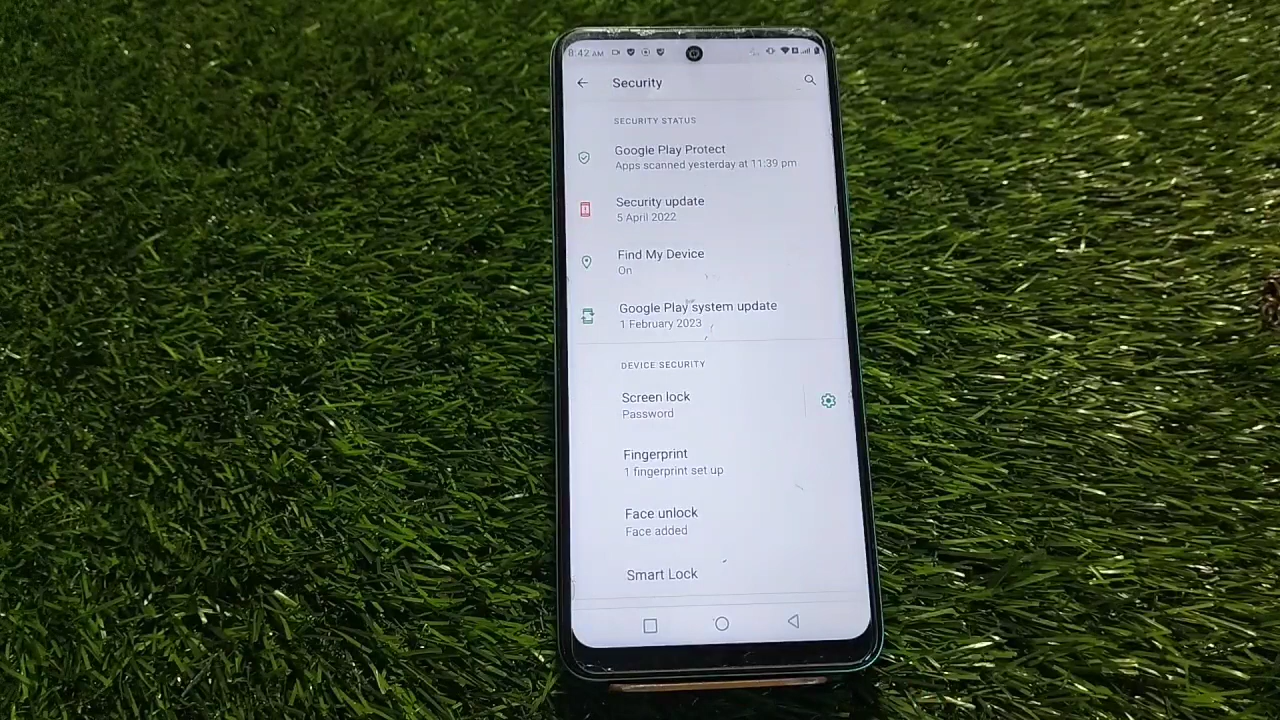 8:42 AM
Security
SECURITY STATUS
Google Play Protect
Apps scanned yesterday at 11:39 pm
Security update
5 April 2022
Find My Device
On
Google Play system update
1 February 2023
DEVICE SECURITY
Screen lock
Password
Fingerprint
1 fingerprint set up
Face unlock
Face added
Smart Lock